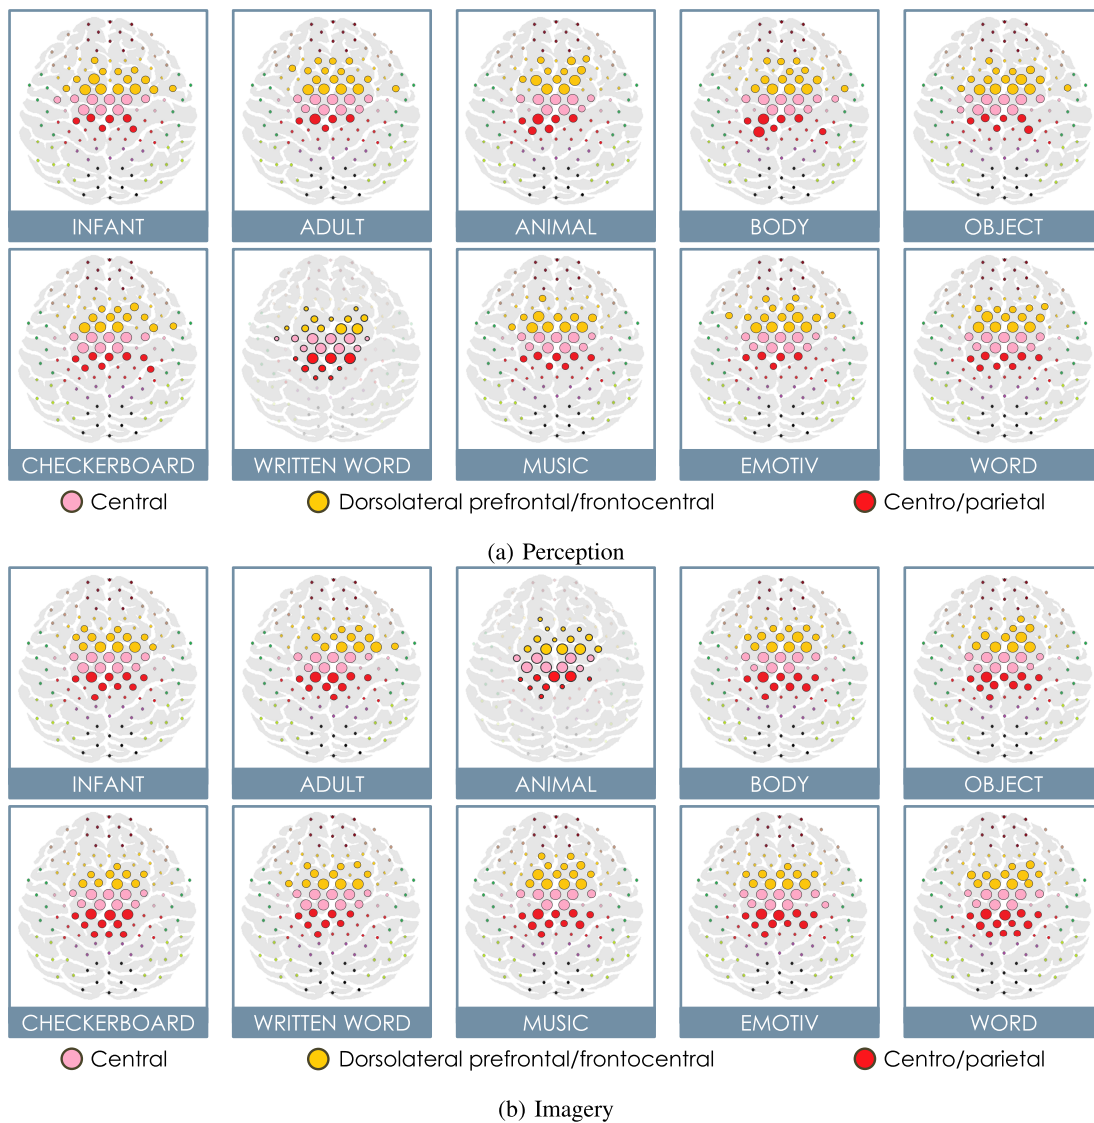 INFANT ADULT ANIMAL BODY OBJECT
CHECKERBOARD WRITTEN WORD MUSIC EMOTIV WORD
Central Dorsolateral prefrontal/frontocentral Centro/parietal
(a) Perception
INFANT ADULT ANIMAL BODY OBJECT
CHECKERBOARD WRITTEN WORD MUSIC EMOTIV WORD
Central Dorsolateral prefrontal/frontocentral Centro/parietal
(b) Imagery